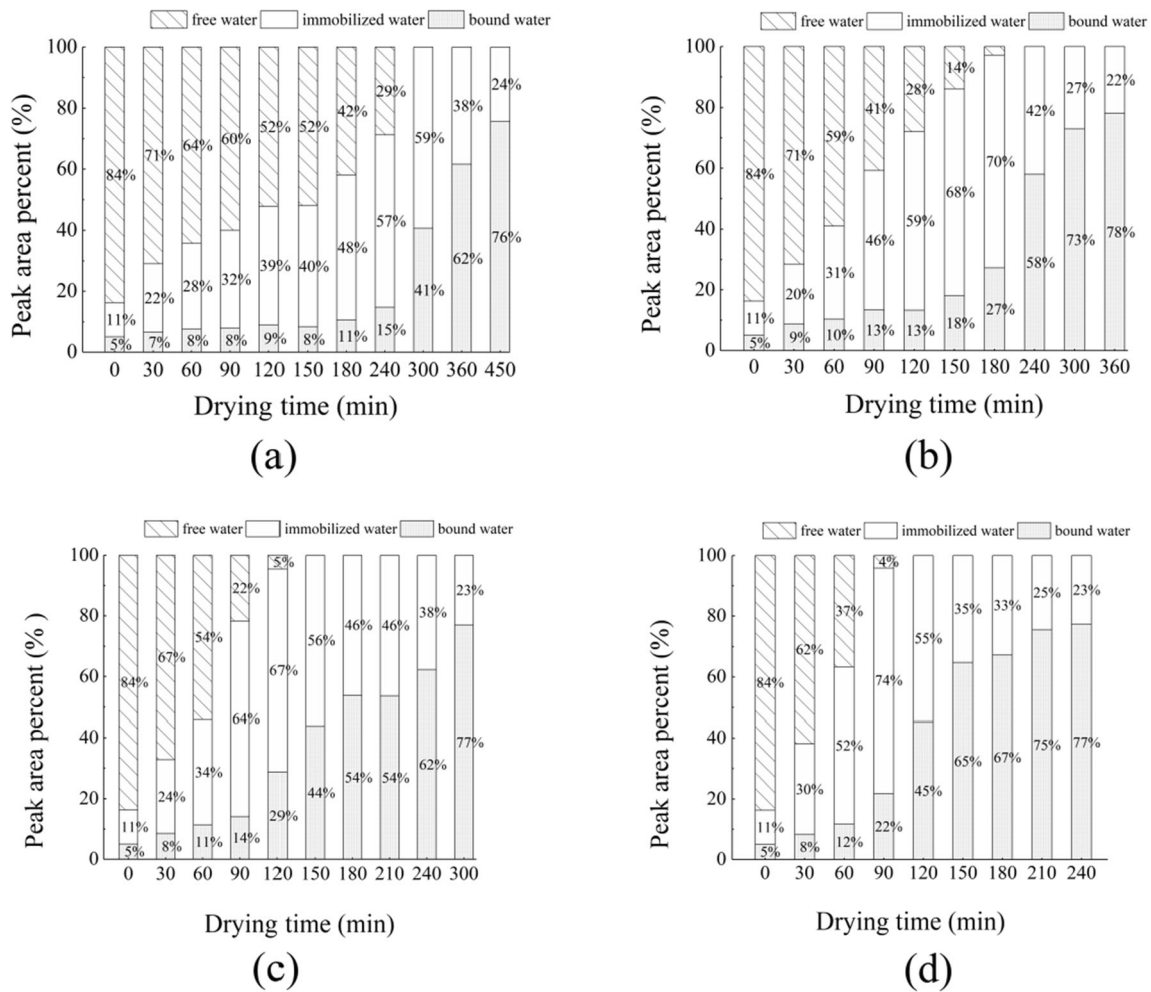 free water immobilized water bound water
100
80
60
40
20
0
Peak area percent (%)
84% 71% 64% 60% 52% 52% 42% 29% 59% 38% 24%
11% 22% 28% 32% 39% 40% 48% 57% 41% 62% 76%
5% 7% 8% 8% 9% 8% 11% 15%
0 30 60 90 120 150 180 240 300 360 450
Drying time (min)
(a)
free water immobilized water bound water
100
80
60
40
20
0
Peak area percent (%)
84% 71% 59% 41% 28% 14% 70% 42% 27% 22%
11% 20% 31% 46% 59% 68% 27% 58% 73% 78%
5% 9% 10% 13% 13% 18%
0 30 60 90 120 150 180 240 300 360
Drying time (min)
(b)
free water immobilized water bound water
100
80
60
40
20
0
Peak area percent (% )
84% 67% 54% 22% 5% 56% 46% 46% 38% 23%
11% 24% 34% 64% 67% 44% 54% 54% 62% 77%
5% 8% 11% 14% 29%
0 30 60 90 120 150 180 210 240 300
Drying time (min)
(c)
free water immobilized water bound water
100
80
60
40
20
0
Peak area percent (%)
84% 62% 37% 4% 55% 35% 33% 25% 23%
11% 30% 52% 74% 45% 65% 67% 75% 77%
5% 8% 12% 22%
0 30 60 90 120 150 180 210 240
Drying time (min)
(d)